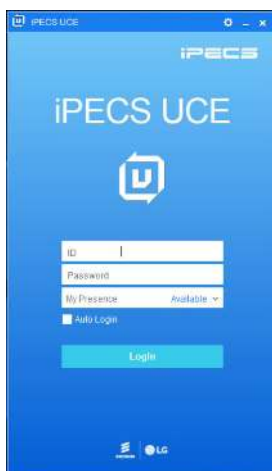 iPECS UCE
iPECS
iPECS UCE
U
ID
Password
My Presence Available
Auto Login
Login
LG